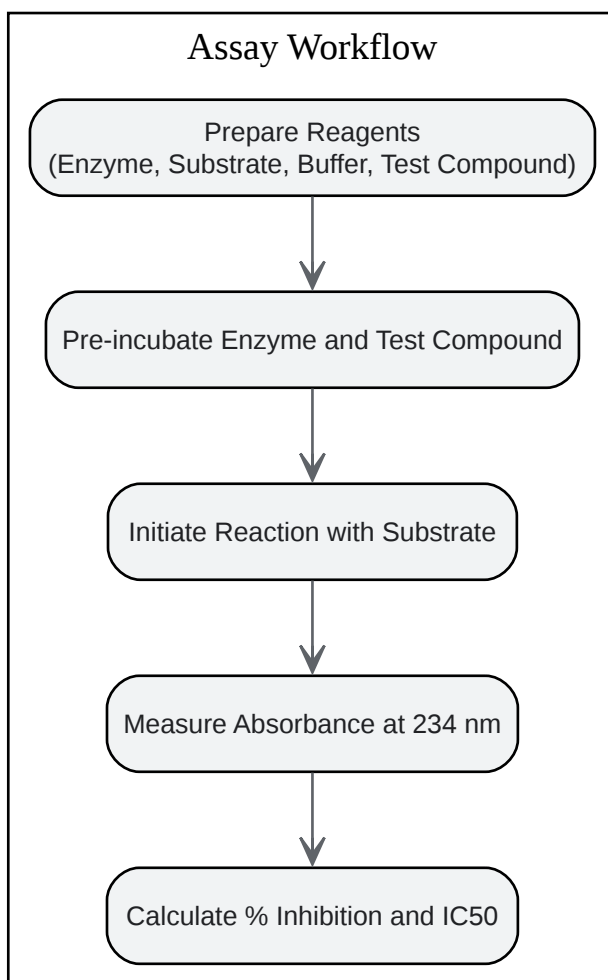 Assay Workflow
Prepare Reagents
(Enzyme, Substrate, Buffer, Test Compound)
Pre-incubate Enzyme and Test Compound
Initiate Reaction with Substrate
Measure Absorbance at 234 nm
Calculate % Inhibition and IC50